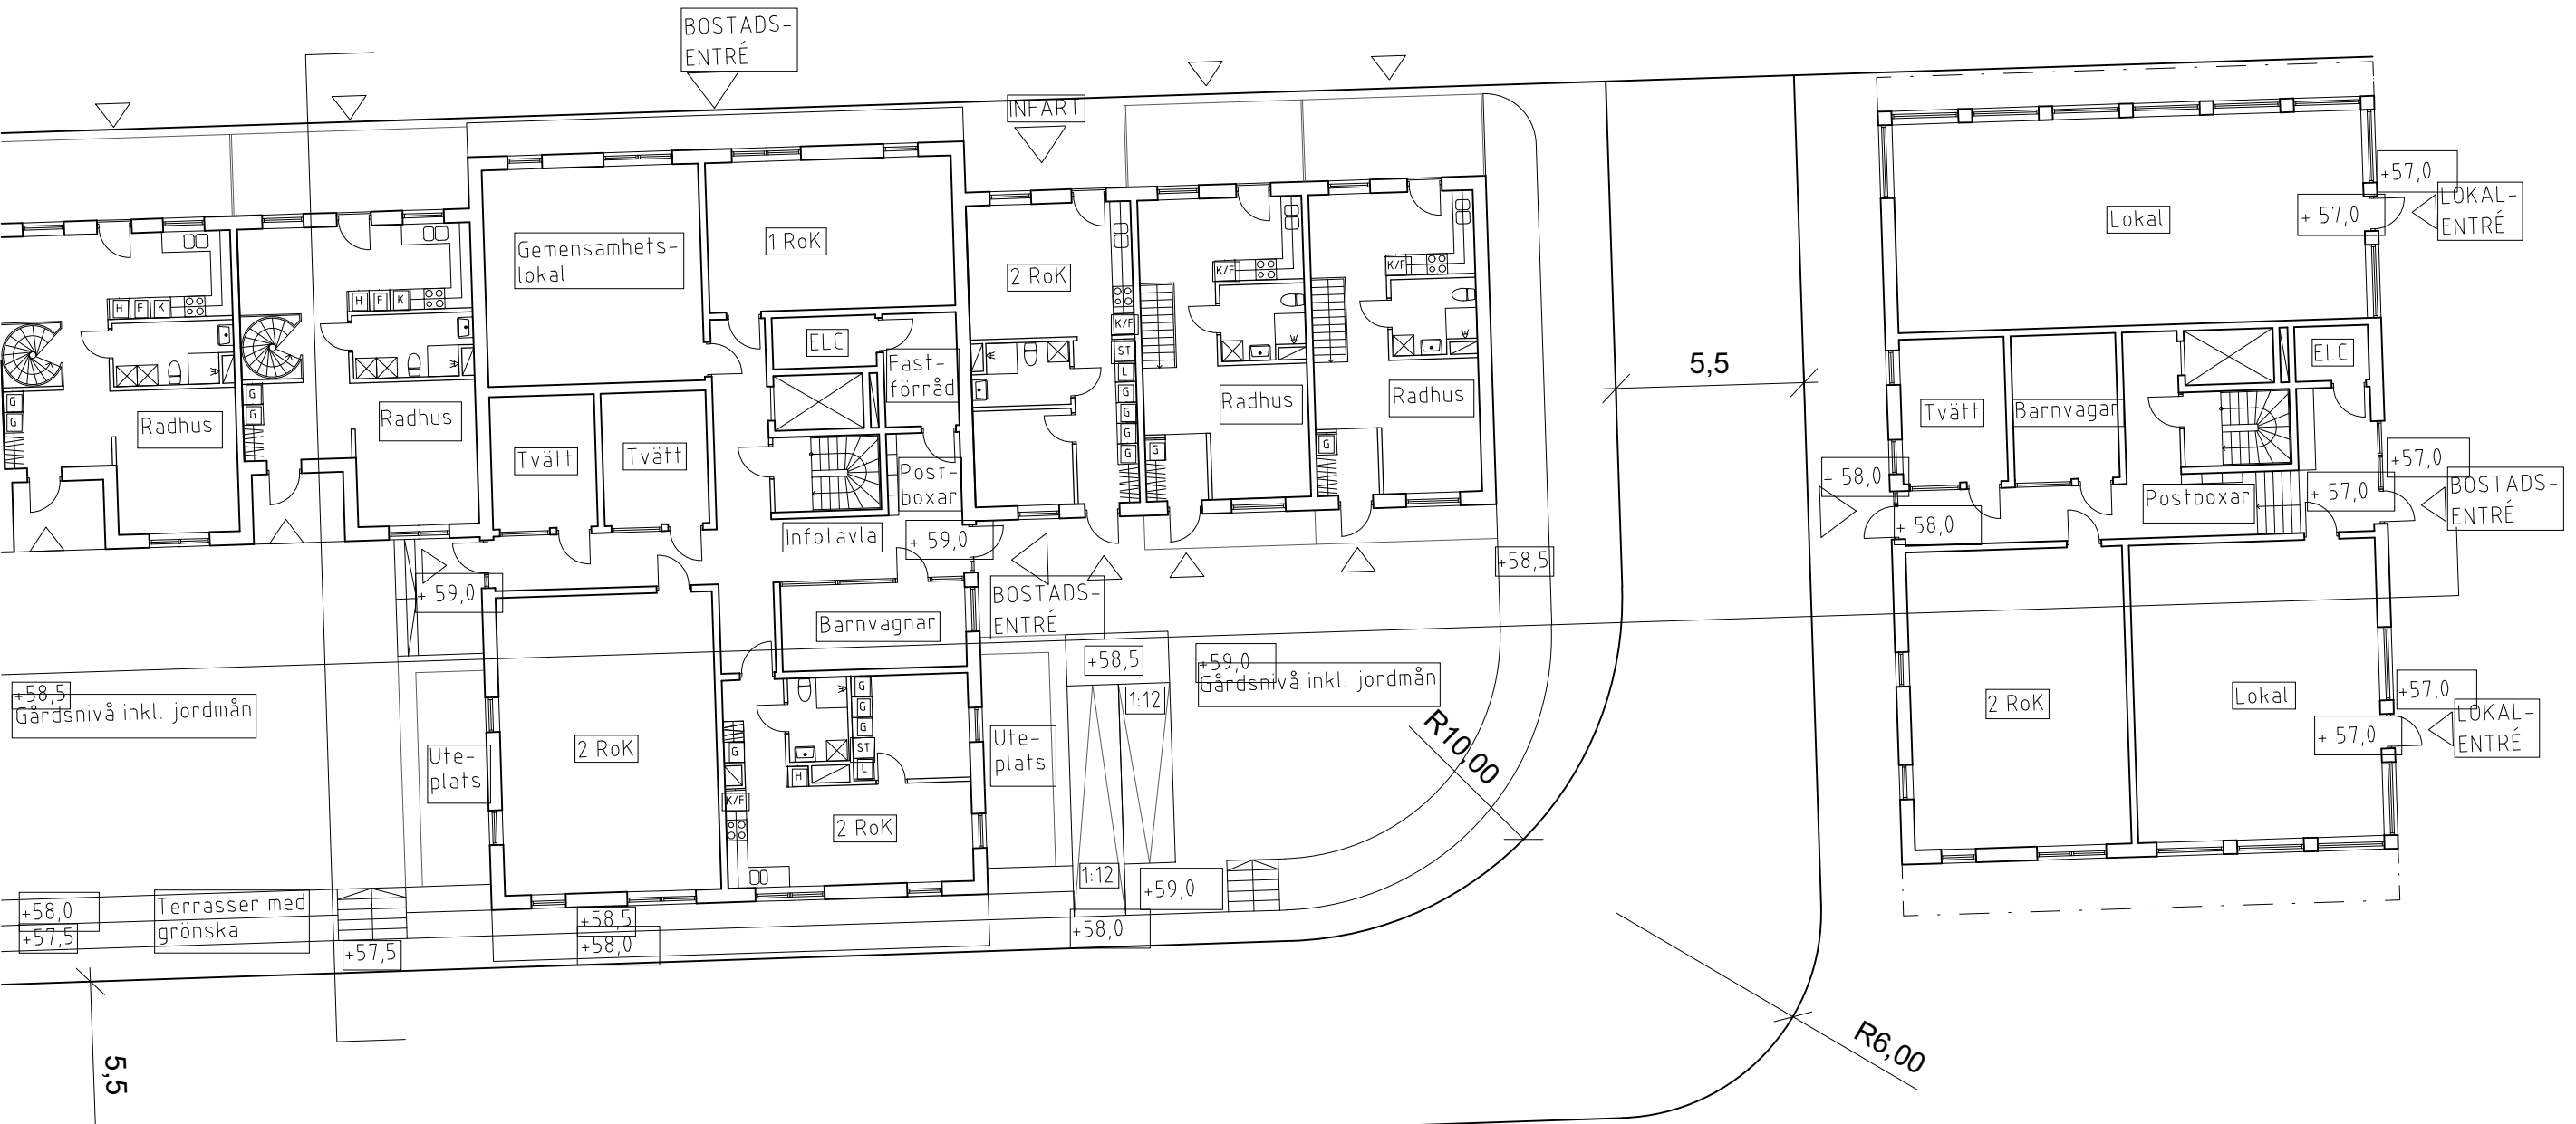 BOSTADS-
ENTRÉ
INFART
+57,0
LOKAL-
ENTRÉ
+ 57,0
Lokal
Gemensamhets-
lokal
1 RoK
2 RoK
K/F
K/F
H F K
H F K
K/F
ST
L
G
G
G
G
ELC
Fast-
förråd
5,5
ELC
G
G
G
G
Radhus
Radhus
Radhus
Radhus
G
G
Tvätt
Tvätt
Post-
boxar
Infotavla
+ 59,0
Tvätt
Barnvagar
+58,0
+ 58,0
Postboxar
+57,0
+ 57,0
BOSTADS-
ENTRÉ
+ 59,0
+58,5
BOSTADS-
ENTRÉ
Barnvagnar
+58,5
+59,0
Gårdsnivå inkl. jordmån
1:12
+58,5
Gårdsnivå inkl. jordmån
G
G
G
ST
L
G
H
K/F
Ute-
plats
2 RoK
Ute-
plats
2 RoK
R10,00
2 RoK
Lokal
+57,0
+ 57,0
LOKAL-
ENTRÉ
1:12
+59,0
+58,0
+58,0
+57,5
Terrasser med
grönska
+57,5
+58,5
+58,0
5,5
R6,00